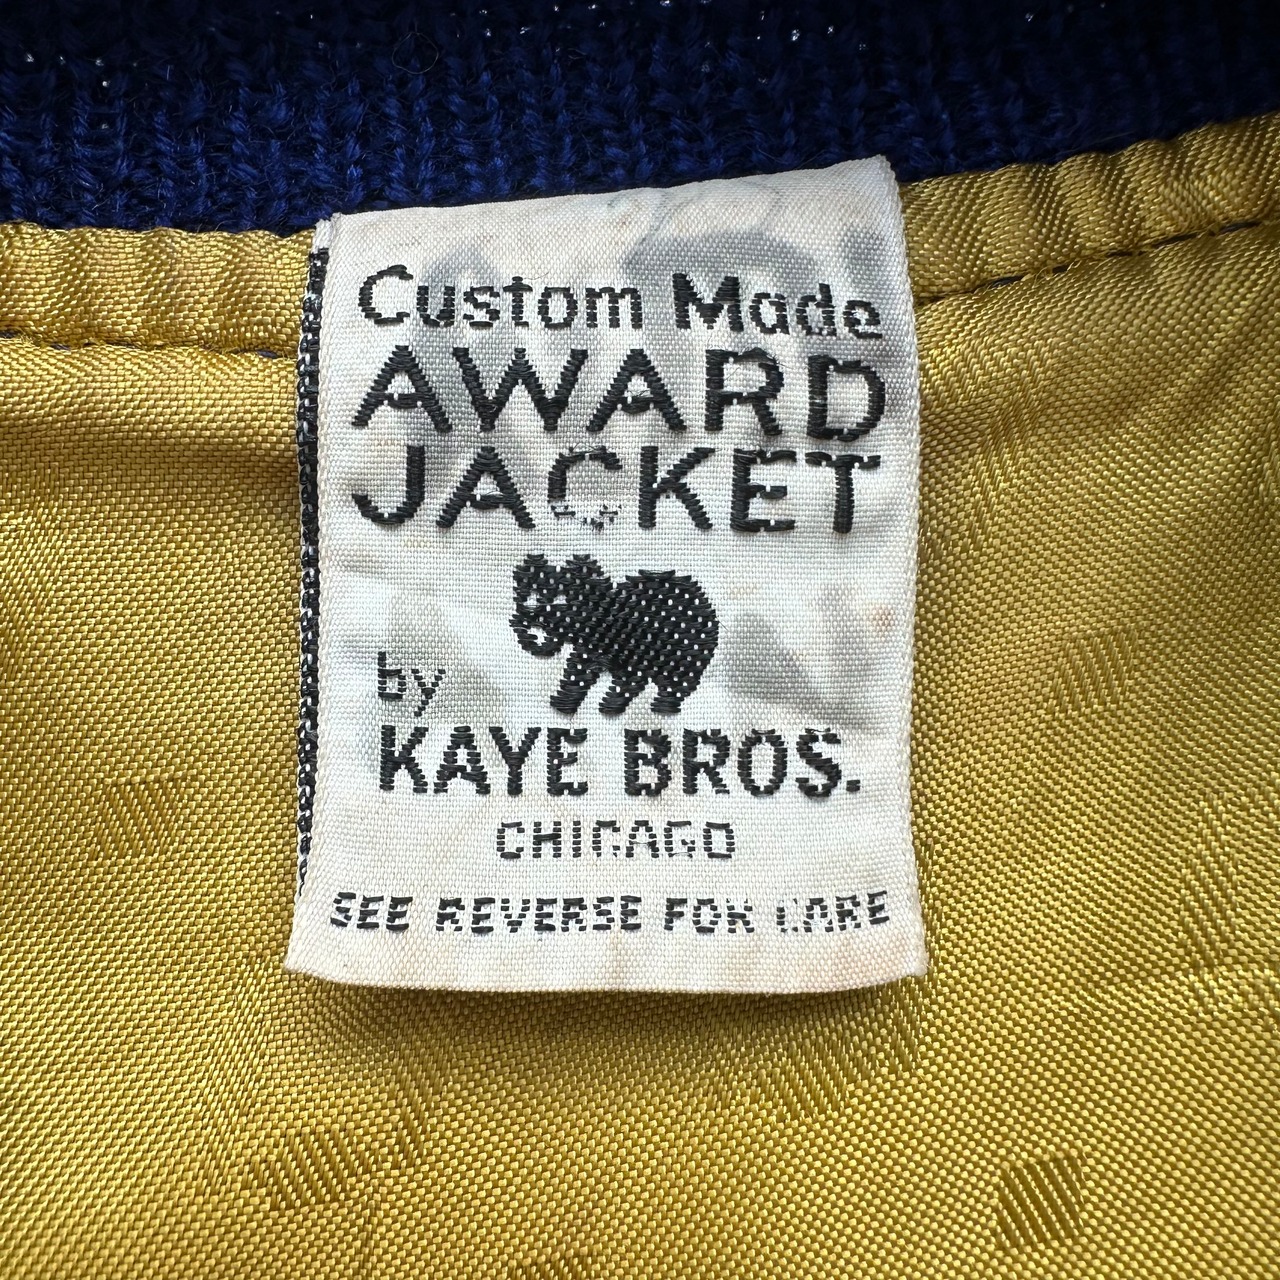 Custom Made
AWARD
JACKET
by
KAYE BROS.
CHICAGO
SEE REVERSE FOR CARE